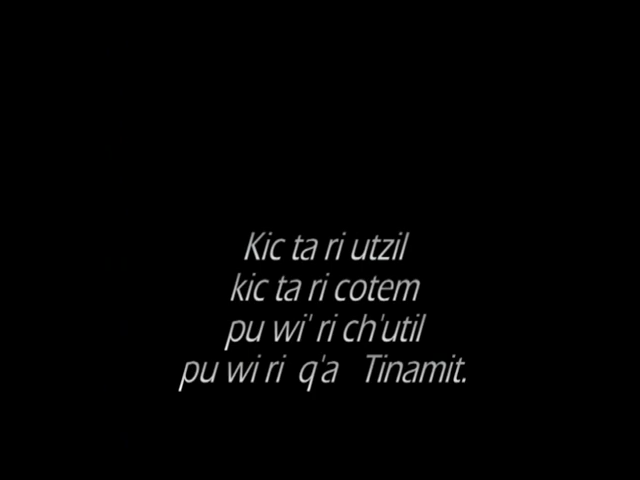 Kic ta ri utzil
kic ta ri cotem
pu wi' ri ch'util
pu wi ri q'a Tinamit.